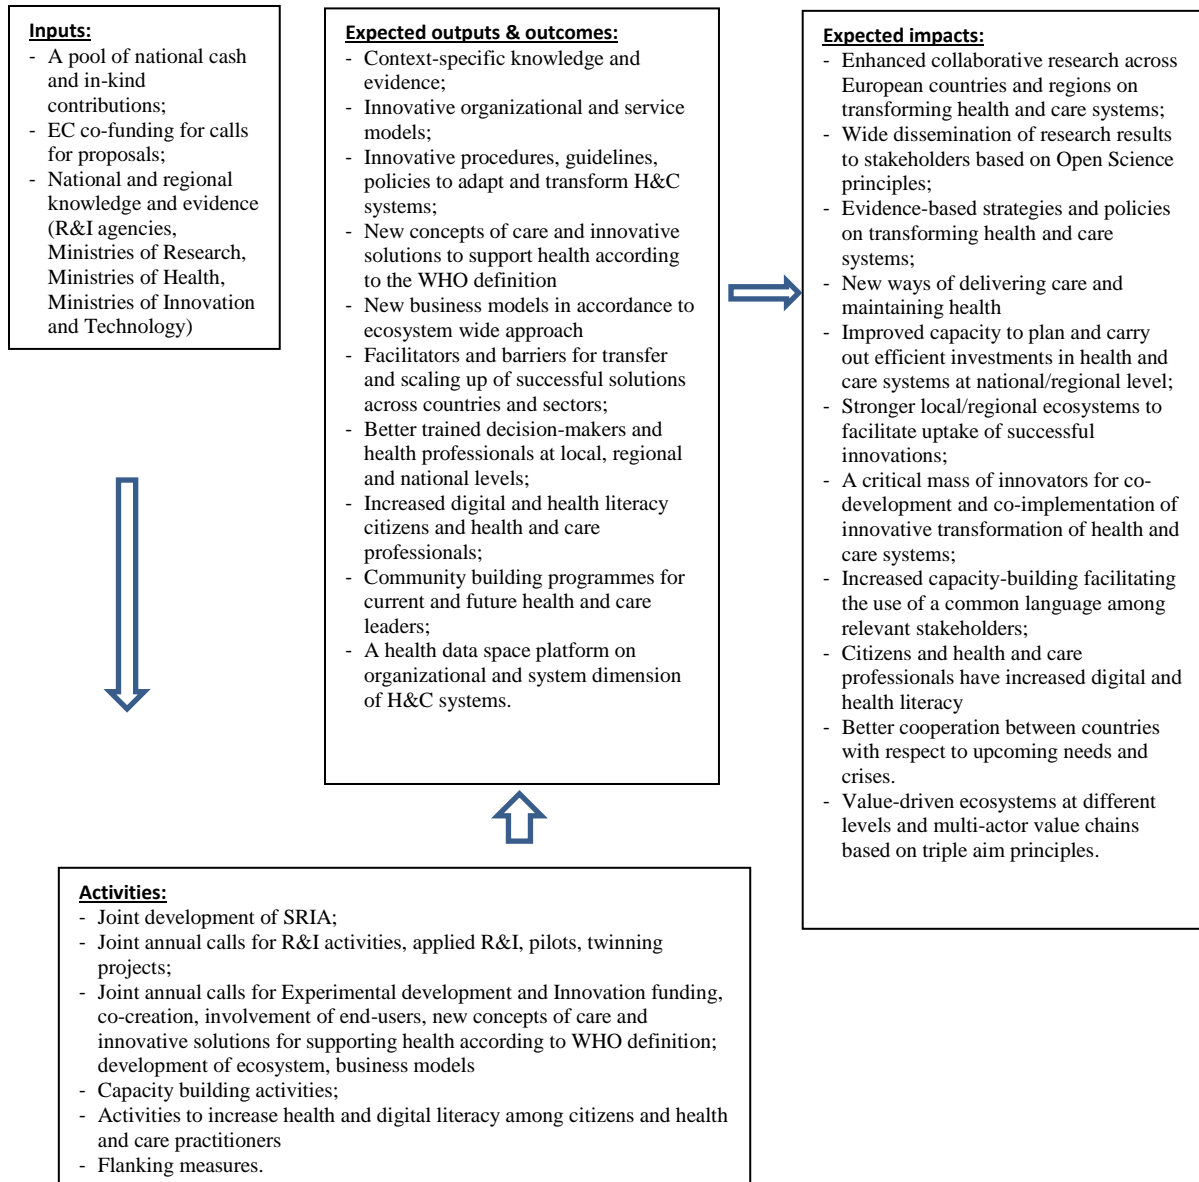 Inputs:
- A pool of national cash
and in-kind
contributions;
- EC co-funding for calls
for proposals;
- National and regional
knowledge and evidence
(R&I agencies,
Ministries of Research,
Ministries of Health,
Ministries of Innovation
and Technology)
Expected outputs & outcomes:
- Context-specific knowledge and
evidence;
- Innovative organizational and service
models;
- Innovative procedures, guidelines,
policies to adapt and transform H&C
systems;
- New concepts of care and innovative
solutions to support health according
to the WHO definition
- New business models in accordance to
ecosystem wide approach
- Facilitators and barriers for transfer
and scaling up of successful solutions
across countries and sectors;
- Better trained decision-makers and
health professionals at local, regional
and national levels;
- Increased digital and health literacy
citizens and health and care
professionals;
- Community building programmes for
current and future health and care
leaders;
- A health data space platform on
organizational and system dimension
of H&C systems.
Expected impacts:
- Enhanced collaborative research across
European countries and regions on
transforming health and care systems;
- Wide dissemination of research results
to stakeholders based on Open Science
principles;
- Evidence-based strategies and policies
on transforming health and care
systems;
- New ways of delivering care and
maintaining health
- Improved capacity to plan and carry
out efficient investments in health and
care systems at national/regional level;
- Stronger local/regional ecosystems to
facilitate uptake of successful
innovations;
- A critical mass of innovators for co-
development and co-implementation of
innovative transformation of health and
care systems;
- Increased capacity-building facilitating
the use of a common language among
relevant stakeholders;
- Citizens and health and care
professionals have increased digital and
health literacy
- Better cooperation between countries
with respect to upcoming needs and
crises.
- Value-driven ecosystems at different
levels and multi-actor value chains
based on triple aim principles.
Activities:
- Joint development of SRIA;
- Joint annual calls for R&I activities, applied R&I, pilots, twinning
projects;
- Joint annual calls for Experimental development and Innovation funding,
co-creation, involvement of end-users, new concepts of care and
innovative solutions for supporting health according to WHO definition;
development of ecosystem, business models
- Capacity building activities;
- Activities to increase health and digital literacy among citizens and health
and care practitioners
- Flanking measures.